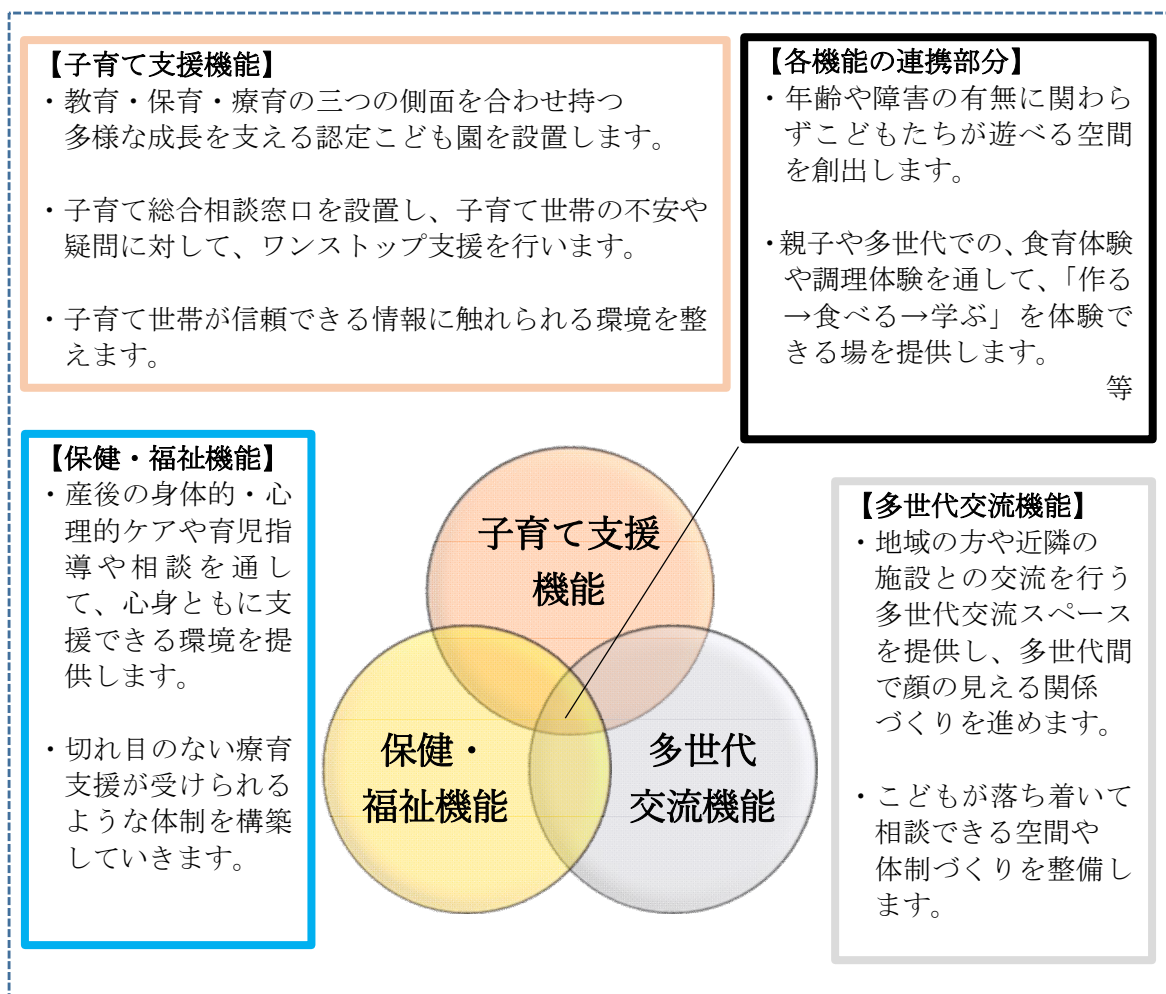 【子育て支援機能】
・教育・保育・療育の三つの側面を合わせ持つ
多様な成長を支える認定こども園を設置します。
・子育て総合相談窓口を設置し、子育て世帯の不安や
疑問に対して、ワンストップ支援を行います。
・子育て世帯が信頼できる情報に触れられる環境を整
えます。
【各機能の連携部分】
・年齢や障害の有無に関わら
ずこどもたちが遊べる空間
を創出します。
・親子や多世代での、食育体験
や調理体験を通して、「作る
→食べる→学ぶ」を体験で
きる場を提供します。
等
【保健・福祉機能】
・産後の身体的・心
理的ケアや育児指
導や相談を通し
て、心身ともに支
援できる環境を提
供します。
・切れ目のない療育
支援が受けられる
ような体制を構築
していきます。
子育て支援
機能
保健・
福祉機能
多世代
交流機能
【多世代交流機能】
・地域の方や近隣の
施設との交流を行う
多世代交流スペース
を提供し、多世代間
で顔の見える関係
づくりを進めます。
・こどもが落ち着いて
相談できる空間や
体制づくりを整備し
ます。